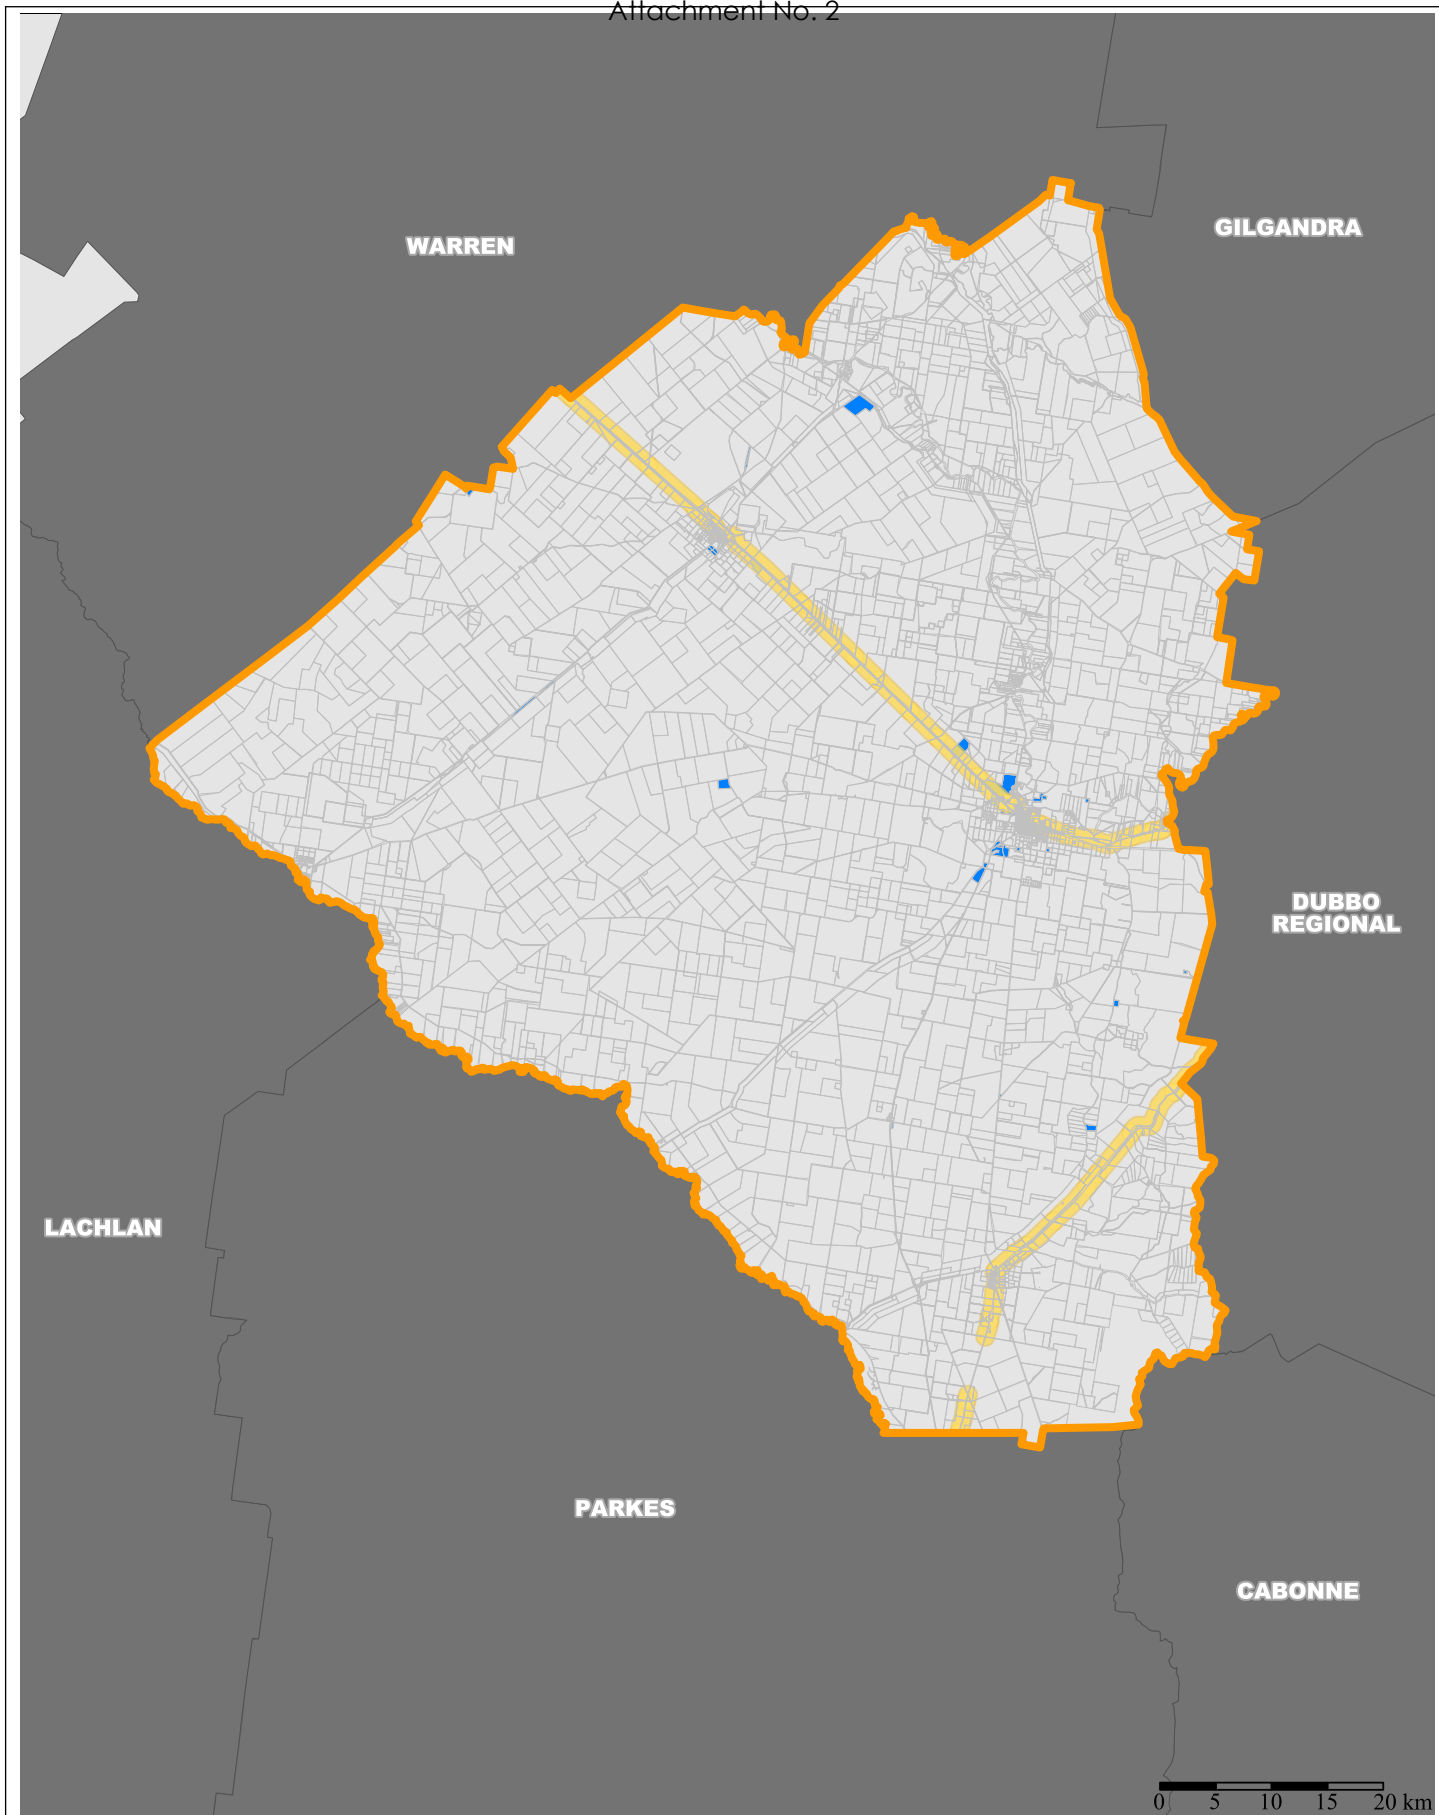 Attachment No. 2
WARREN
GILGANDRA
DUBBO
REGIONAL
LACHLAN
PARKES
CABONNE
0 5 10 15 20 km